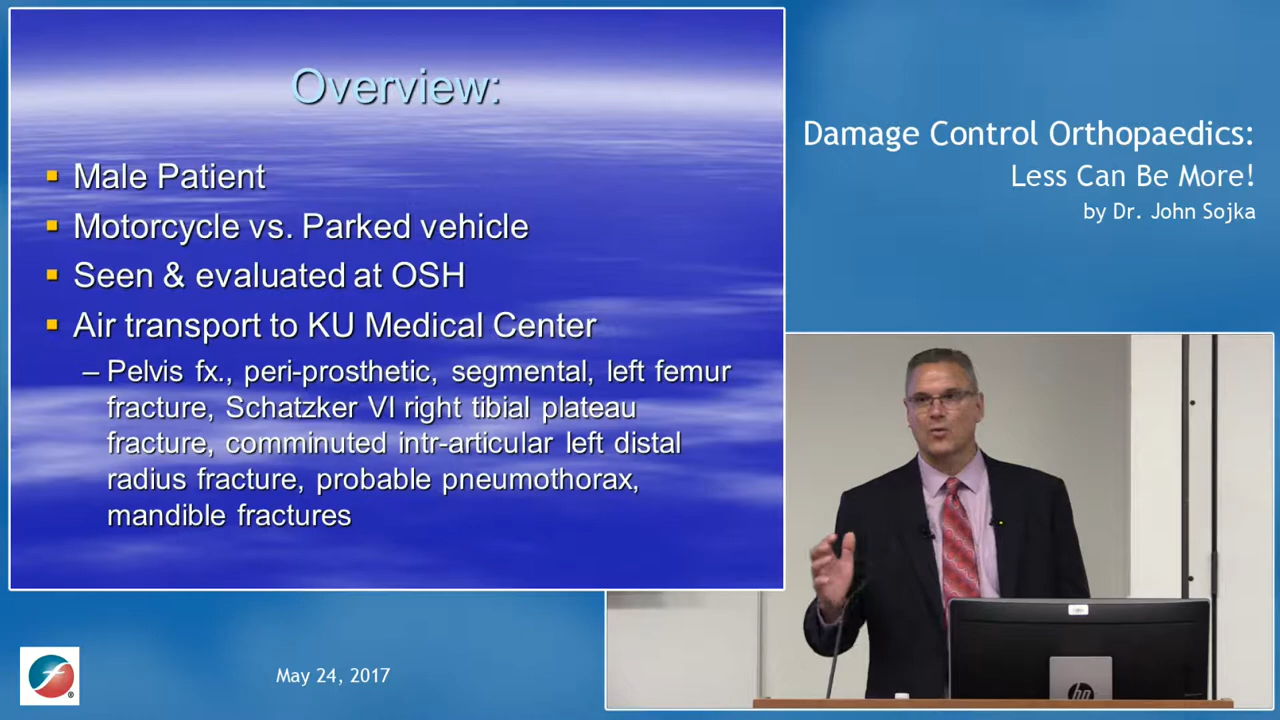 Overview:
Male Patient
Motorcycle vs. Parked vehicle
Seen & evaluated at OSH
Air transport to KU Medical Center
– Pelvis fx., peri-prosthetic, segmental, left femur
fracture, Schatzker VI right tibial plateau
fracture, comminuted intr-articular left distal
radius fracture, probable pneumothorax,
mandible fractures
Damage Control Orthopaedics:
Less Can Be More!
by Dr. John Sojka
hp
May 24, 2017
f®